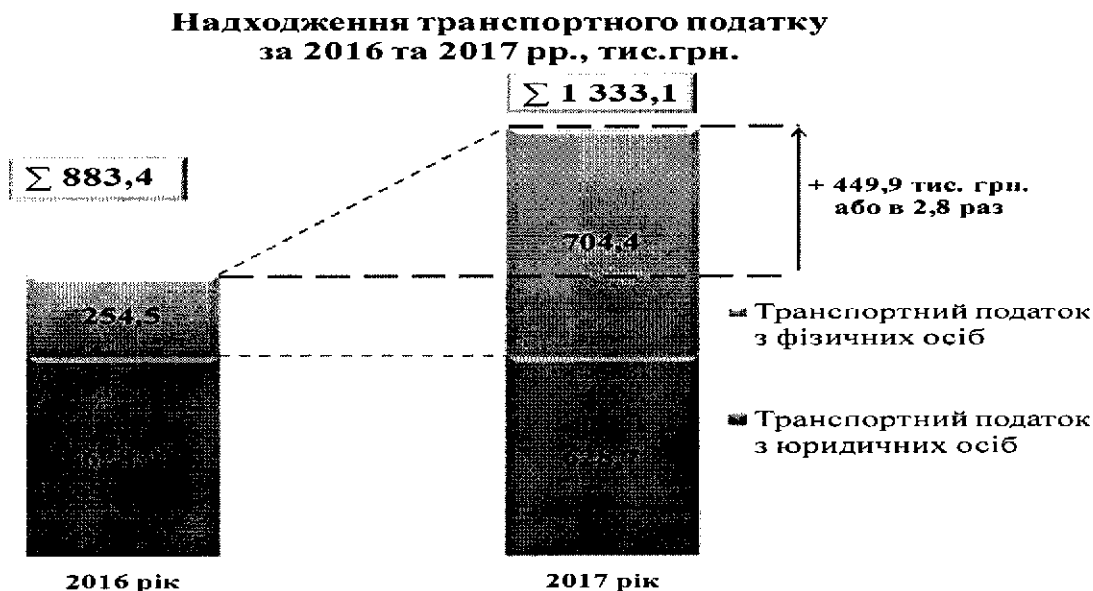 Надходження транспортного податку
за 2016 та 2017 рр., тис.грн.
∑ 1 333,1
∑ 883,4
+ 449,9 тис. грн.
або в 2,8 раз
704,4
254,5
Транспортний податок
з фізичних осіб
Транспортний податок
з юридичних осіб
2016 рік
2017 рік